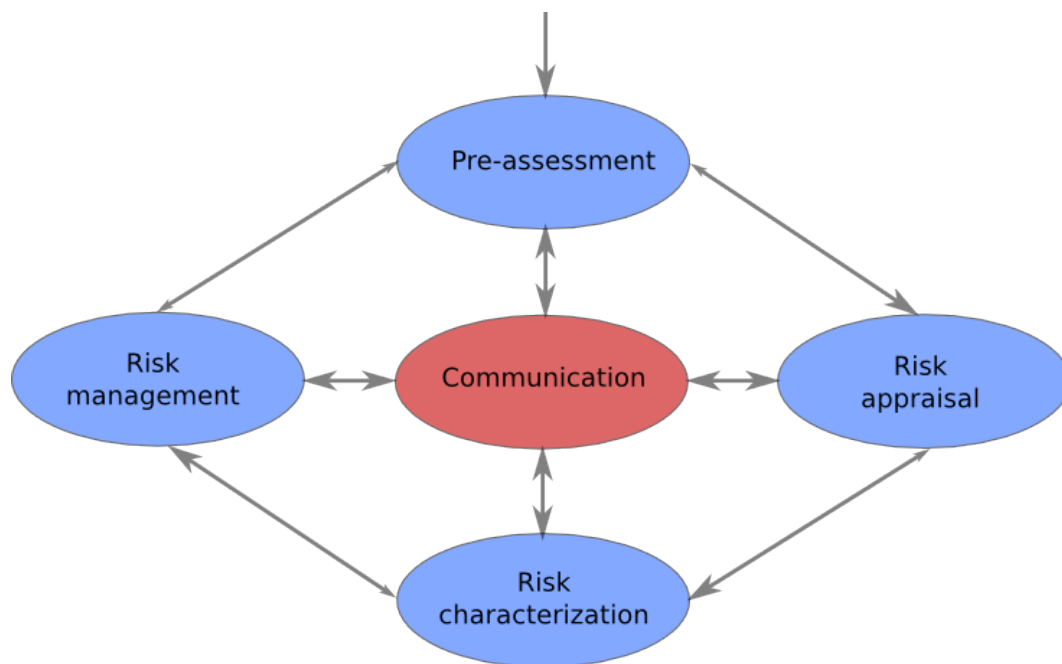 Pre-assessment
Risk
management
Communication
Risk
appraisal
Risk
characterization